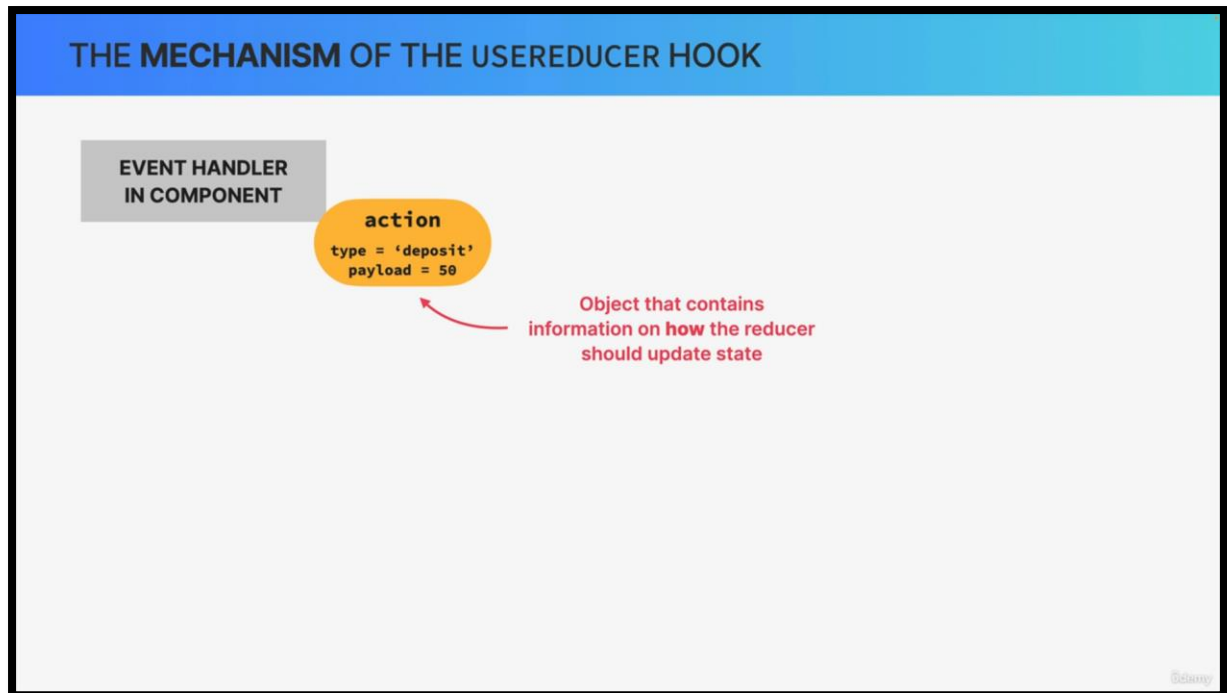 THE MECHANISM OF THE USEREDUCER HOOK
EVENT HANDLER
IN COMPONENT
action
type = ‘deposit’
payload = 50
Object that contains
information on how the reducer
should update state
Udemy